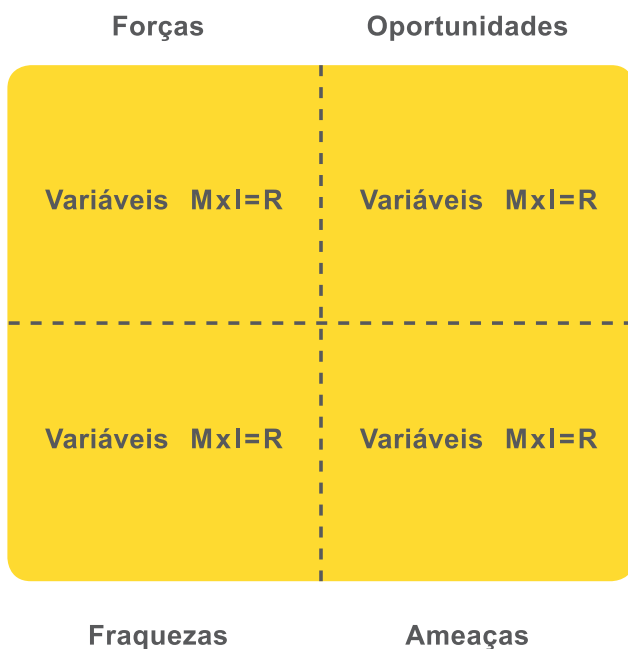 Forças Oportunidades
Variáveis MxI=R Variáveis MxI=R
Variáveis MxI=R Variáveis MxI=R
Fraquezas Ameaças